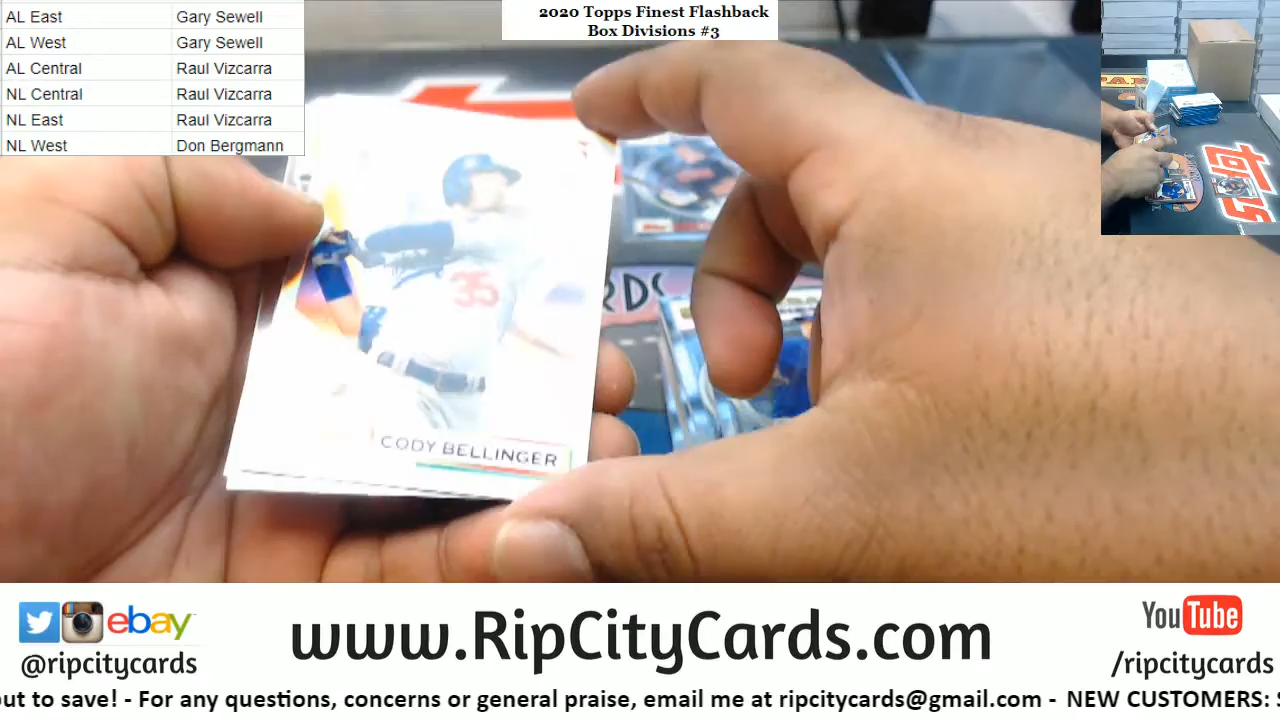 AL East Gary Sewell
AL West Gary Sewell
AL Central Raul Vizcarra
NL Central Raul Vizcarra
NL East Raul Vizcarra
NL West Don Bergmann
2020 Topps Finest Flashback
Box Divisions #3
35
CODY BELLINGER
RDS
topps
www.RipCityCards.com
ebay
@ripcitycards
YouTube
/ripcitycards
out to save! - For any questions, concerns or general praise, email me at ripcitycards@gmail.com - NEW CUSTOMERS: S